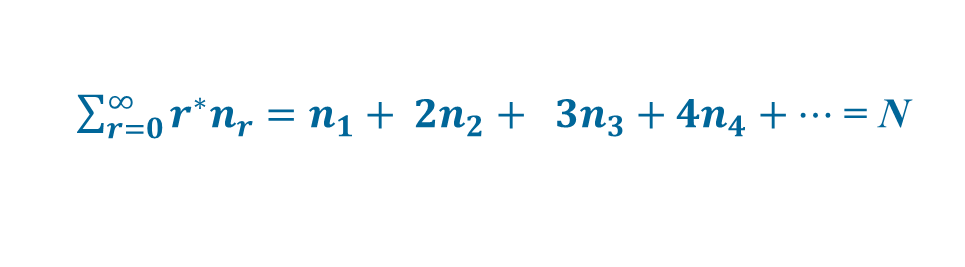 ∑_{r=0}^{∞} r^* n_r = n_1 + 2n_2 + 3n_3 + 4n_4 + ⋯ = N